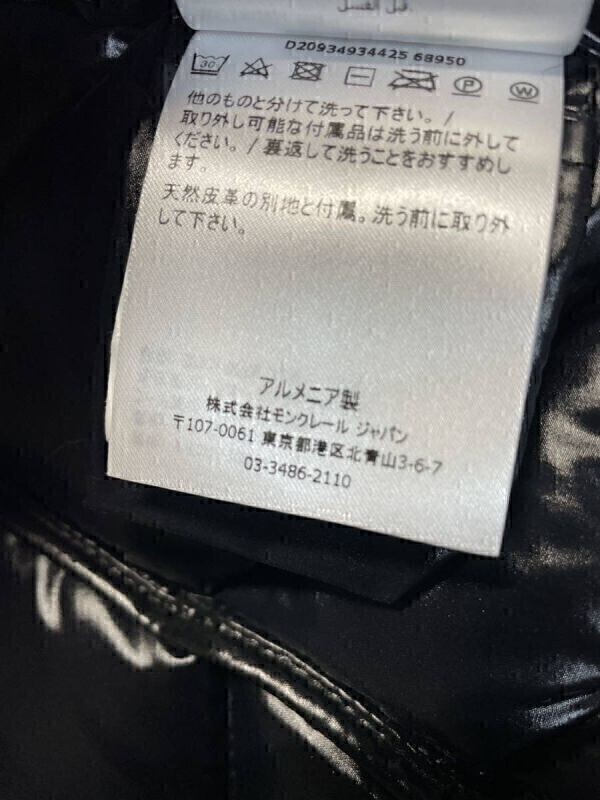 قبل الغسل.
D20934934425 68950
30
P W
他のものと分けて洗って下さい。/
取り外し可能な付属品は洗う前に外して
ください。/ 裏返して洗うことをおすすめし
ます。
天然皮革の別地と付属。洗う前に取り外
して下さい。
アルメニア製
株式会社モンクレール ジャパン
〒107-0061 東京都港区北青山3-6-7
03-3486-2110